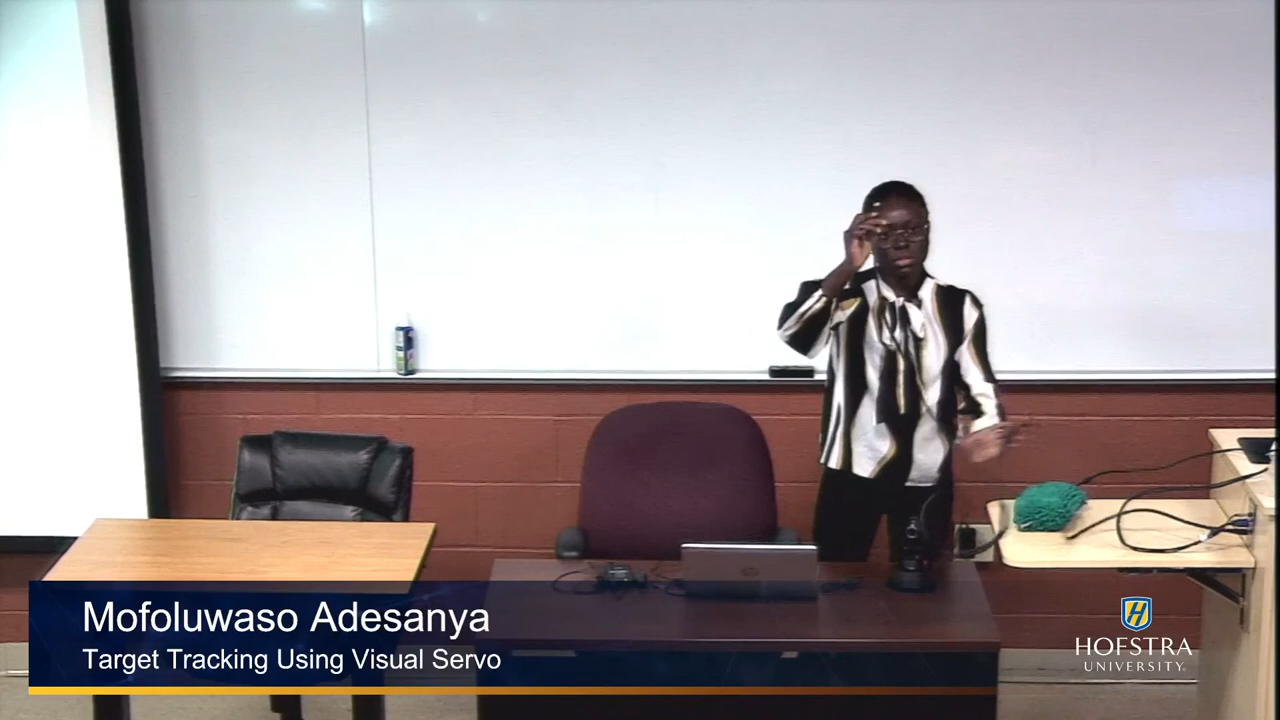 Mofoluwaso Adesanya
Target Tracking Using Visual Servo
HOFSTRA
UNIVERSITY